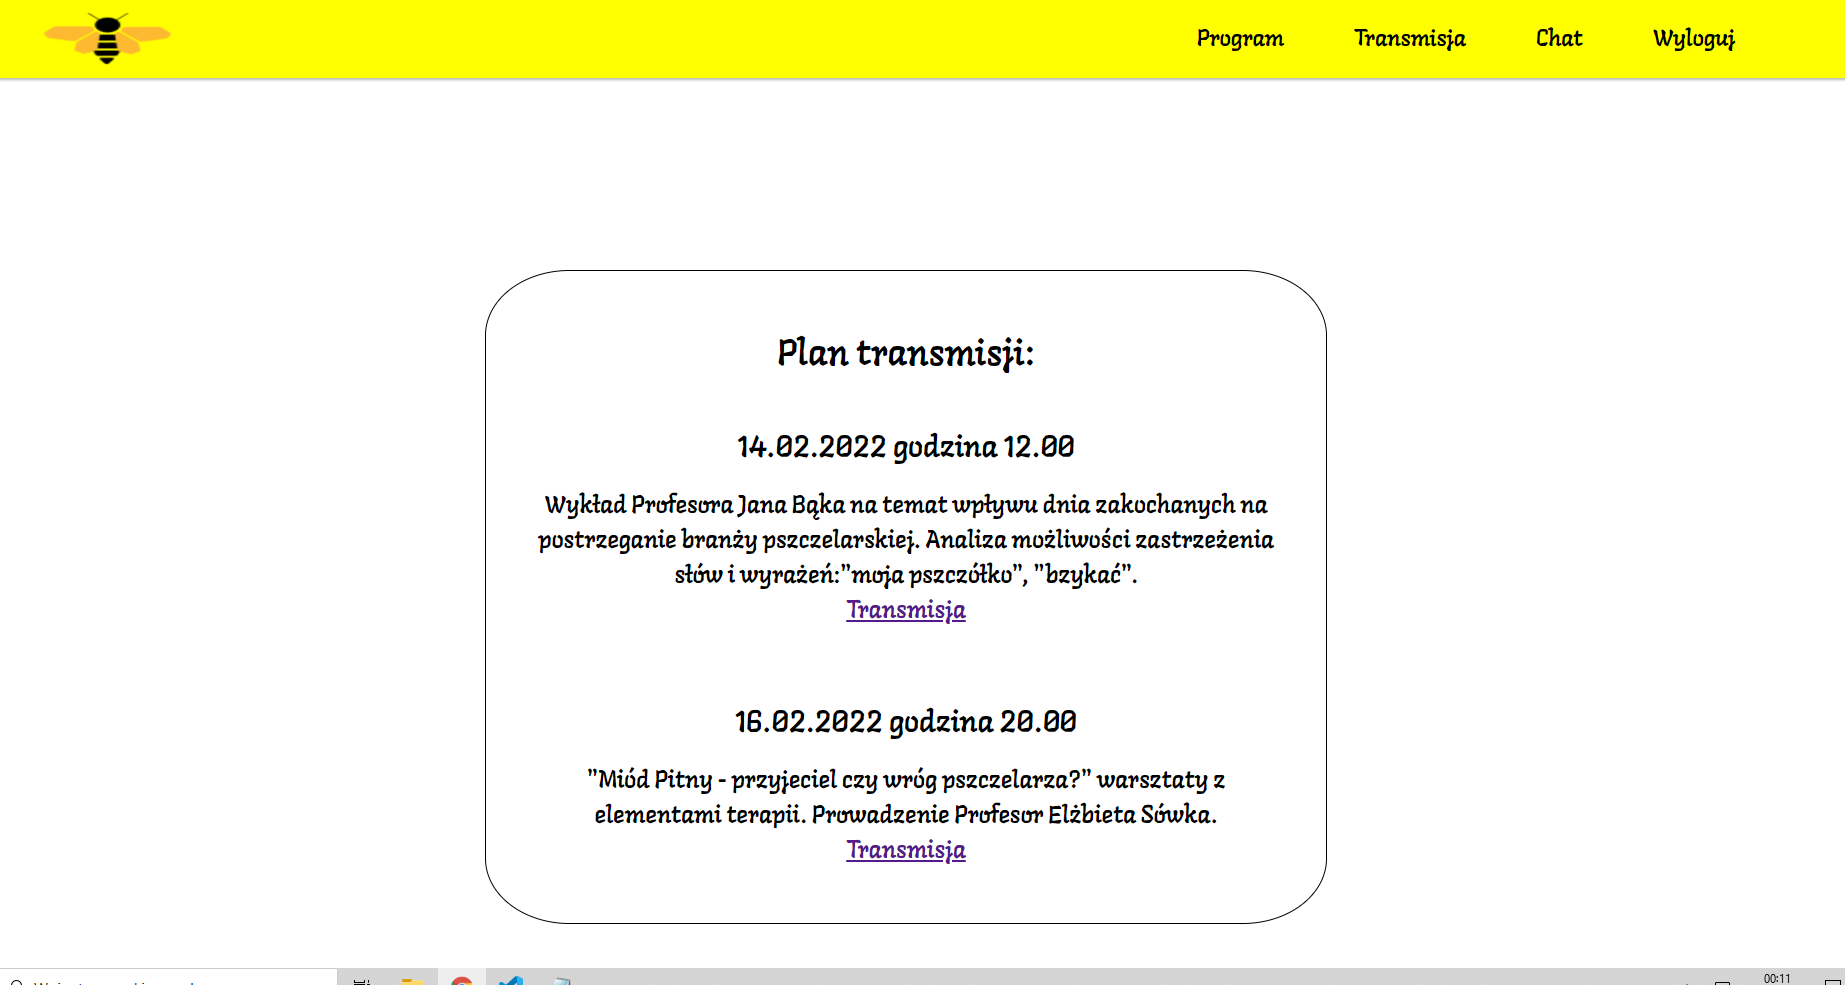 Program Transmisja Chat Wyloguj
Plan transmisji:
14.02.2022 godzina 12.00
Wykład Profesora Jana Bąka na temat wpływu dnia zakochanych na
postrzeganie branży pszczelarskiej. Analiza możliwości zastrzeżenia
słów i wyrażeń:"moja pszczółko", "bzykać".
Transmisja
16.02.2022 godzina 20.00
"Miód Pitny - przyjeciel czy wróg pszczelarza?" warsztaty z
elementami terapii. Prowadzenie Profesor Elżbieta Sówka.
Transmisja
00:11